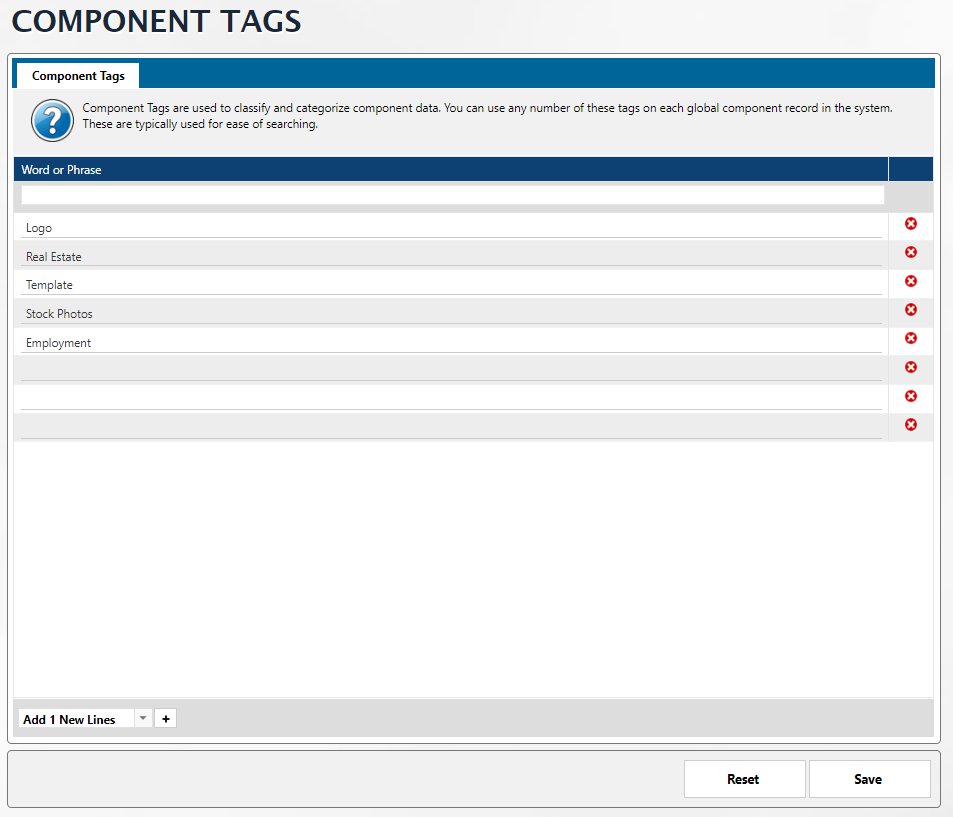 COMPONENT TAGS
Component Tags
Component Tags are used to classify and categorize component data. You can use any number of these tags on each global component record in the system.
These are typically used for ease of searching.
Word or Phrase
Logo
Real Estate
Template
Stock Photos
Employment
Add 1 New Lines
+
Reset
Save